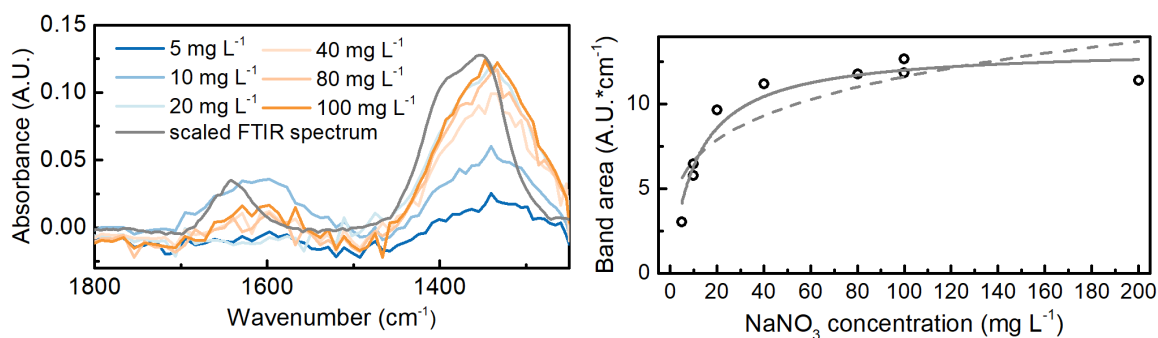 0.15
0.10
0.05
0.00
Absorbance (A.U.)
5 mg L⁻¹
10 mg L⁻¹
20 mg L⁻¹
40 mg L⁻¹
80 mg L⁻¹
100 mg L⁻¹
scaled FTIR spectrum
1800
1600
1400
Wavenumber (cm⁻¹)
10
5
0
Band area (A.U.*cm⁻¹)
0 20 40 60 80 100 120 140 160 180 200
NaNO₃ concentration (mg L⁻¹)